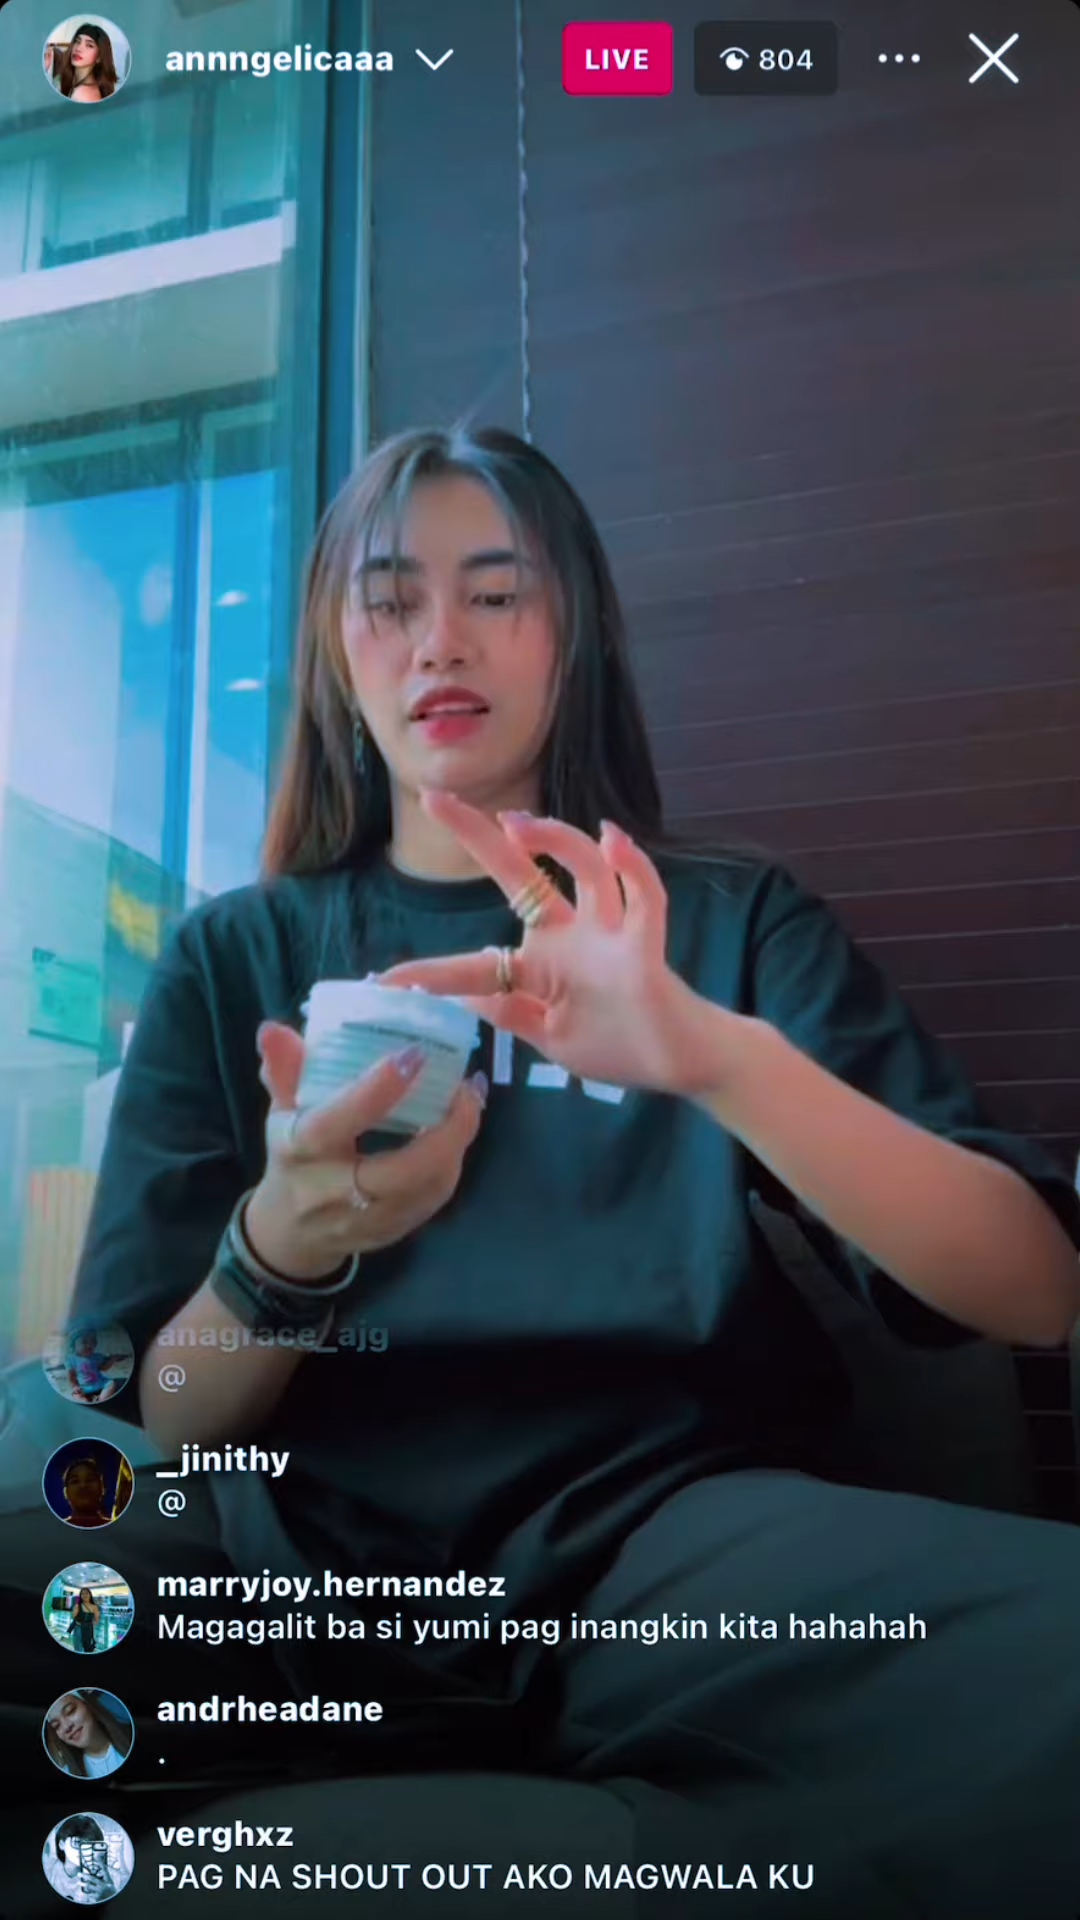 annngelicaaa
LIVE
804
anagrace_ajg
@
_jinithy
@
marryjoy.hernandez
Magagalit ba si yumi pag inangkin kita hahahah
andrheadane
.
verghxz
PAG NA SHOUT OUT AKO MAGWALA KU